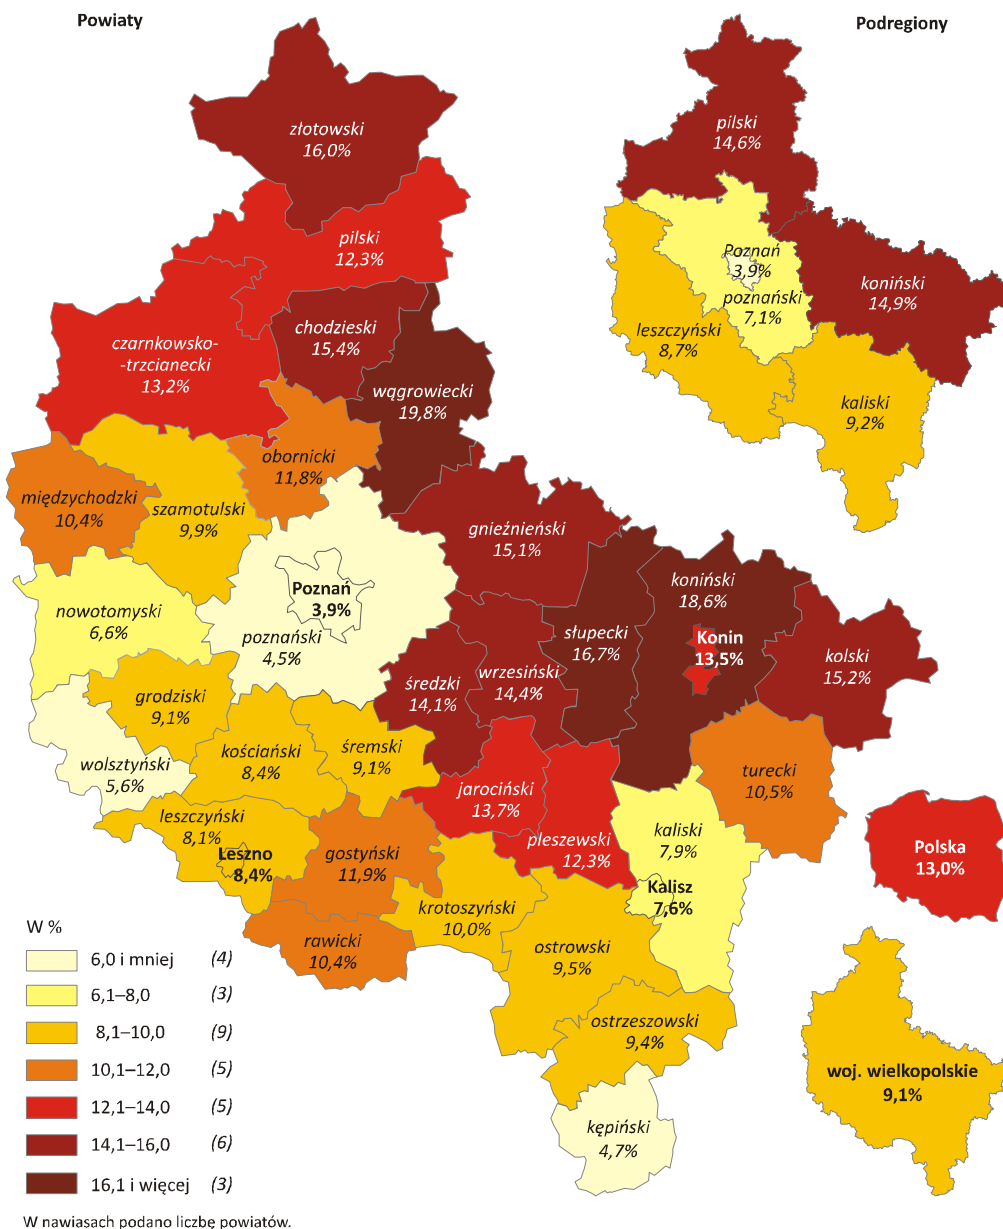 Powiaty
Podregiony
złotowski
16,0%
pilski
12,3%
chodzieski
15,4%
czarnkowsko-
-trzcianecki
13,2%
wągrowiecki
19,8%
obornicki
11,8%
międzychodzki
10,4%
szamotulski
9,9%
gnieźnieński
15,1%
nowotomyski
6,6%
Poznań
3,9%
poznański
4,5%
słupecki
16,7%
koniński
18,6%
Konin
13,5%
kolski
15,2%
wrzesiński
14,4%
średzki
14,1%
grodziski
9,1%
wolsztyński
5,6%
kościański
8,4%
śremski
9,1%
jarociński
13,7%
pleszewski
12,3%
turecki
10,5%
kaliski
7,9%
Kalisz
7,6%
leszczyński
8,1%
Leszno
8,4%
gostyński
11,9%
rawicki
10,4%
krotoszyński
10,0%
ostrowski
9,5%
ostrzeszowski
9,4%
kępiński
4,7%
pilski
14,6%
Poznań
3,9%
poznański
7,1%
koniński
14,9%
leszczyński
8,7%
kaliski
9,2%
Polska
13,0%
woj. wielkopolskie
9,1%
W %
6,0 i mniej (4)
6,1–8,0 (3)
8,1–10,0 (9)
10,1–12,0 (5)
12,1–14,0 (5)
14,1–16,0 (6)
16,1 i więcej (3)
W nawiasach podano liczbę powiatów.